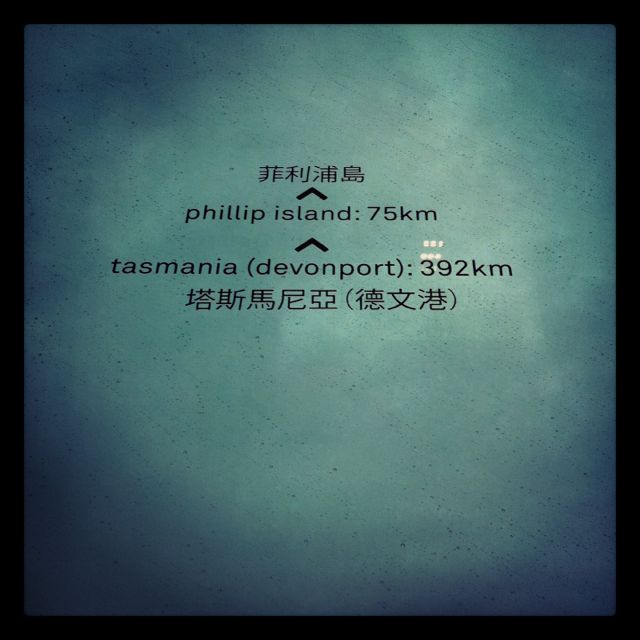 菲利浦島
phillip island: 75km
tasmania (devonport): 392km
塔斯馬尼亞(德文港)